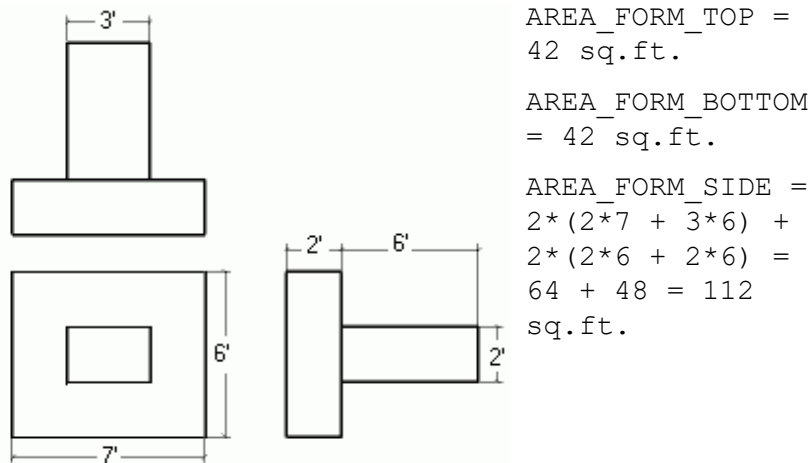 3'
AREA_FORM_TOP =
42 sq.ft.
AREA_FORM_BOTTOM
= 42 sq.ft.
AREA_FORM_SIDE =
2*(2*7 + 3*6) +
2*(2*6 + 2*6) =
64 + 48 = 112
sq.ft.
2' 6'
6' 2'
7'